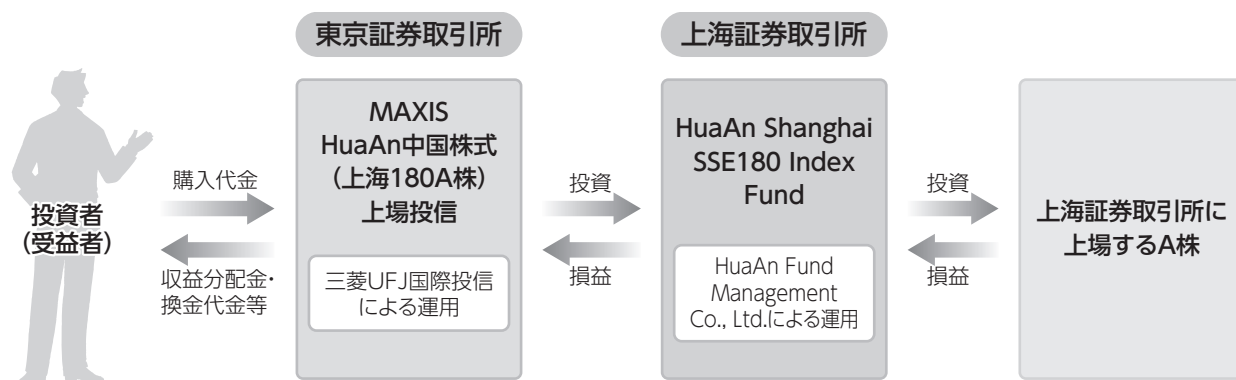 東京証券取引所
上海証券取引所
MAXIS
HuaAn中国株式
（上海180A株）
上場投信
三菱UFJ国際投信
による運用
HuaAn Shanghai
SSE180 Index
Fund
HuaAn Fund
Management
Co., Ltd.による運用
上海証券取引所に
上場するA株
投資者
（受益者）
購入代金
収益分配金・
換金代金等
投資
損益
投資
損益